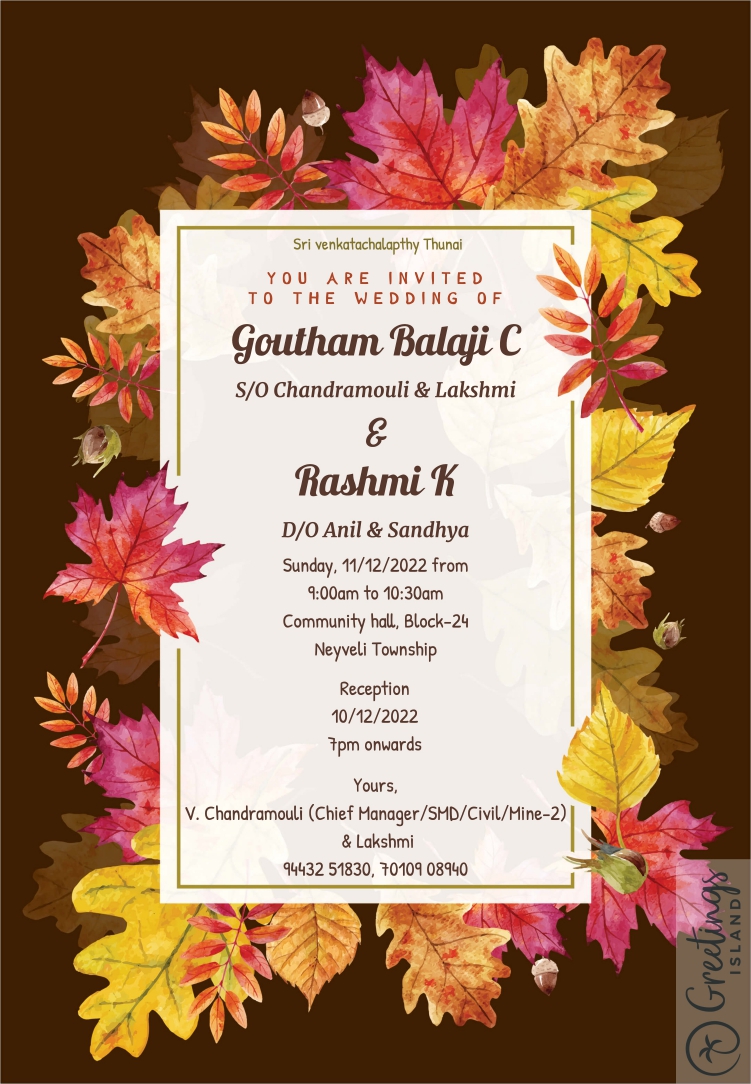 Sri venkatachalapthy Thunai
YOU ARE INVITED
TO THE WEDDING OF
Goutham Balaji C
S/O Chandramouli & Lakshmi
&
Rashmi K
D/O Anil & Sandhya
Sunday, 11/12/2022 from
9:00am to 10:30am
Community hall, Block-24
Neyveli Township
Reception
10/12/2022
7pm onwards
Yours,
V. Chandramouli (Chief Manager/SMD/Civil/Mine-2)
& Lakshmi
94432 51830, 70109 08940
Greetings
ISLAND